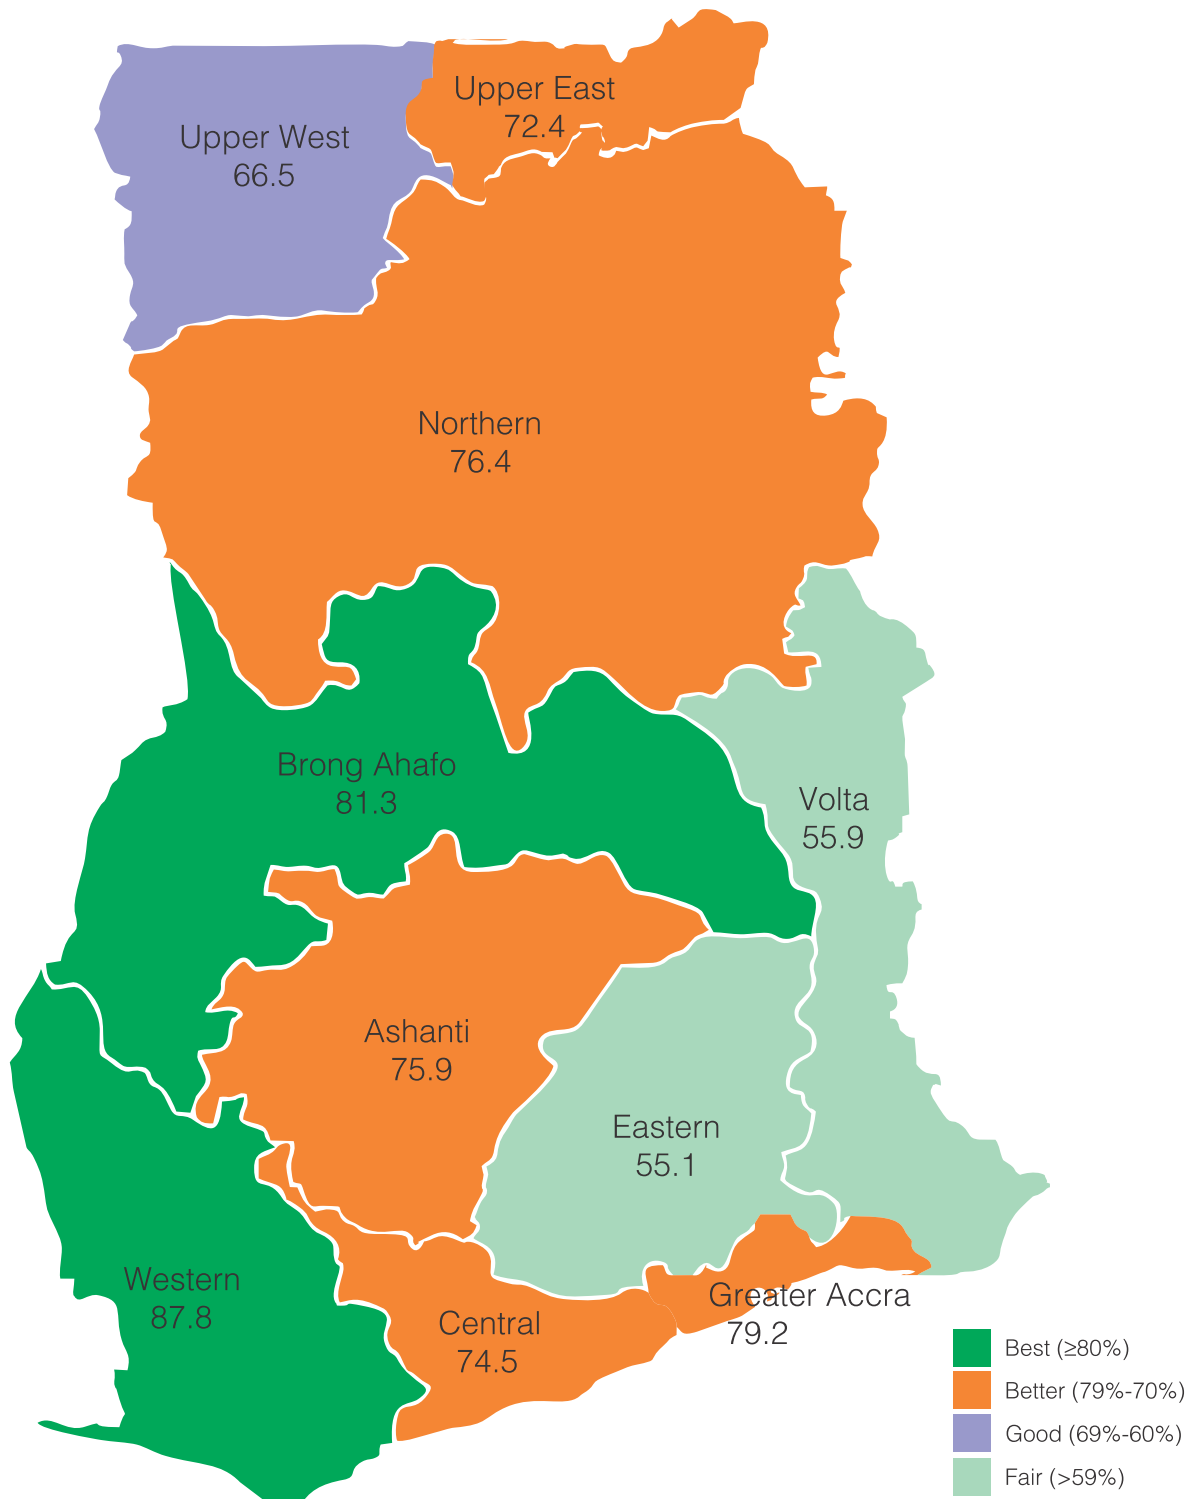 Upper East
72.4
Upper West
66.5
Northern
76.4
Brong Ahafo
81.3
Volta
55.9
Ashanti
75.9
Eastern
55.1
Western
87.8
Greater Accra
79.2
Central
74.5
Best (≥80%)
Better (79%-70%)
Good (69%-60%)
Fair (>59%)